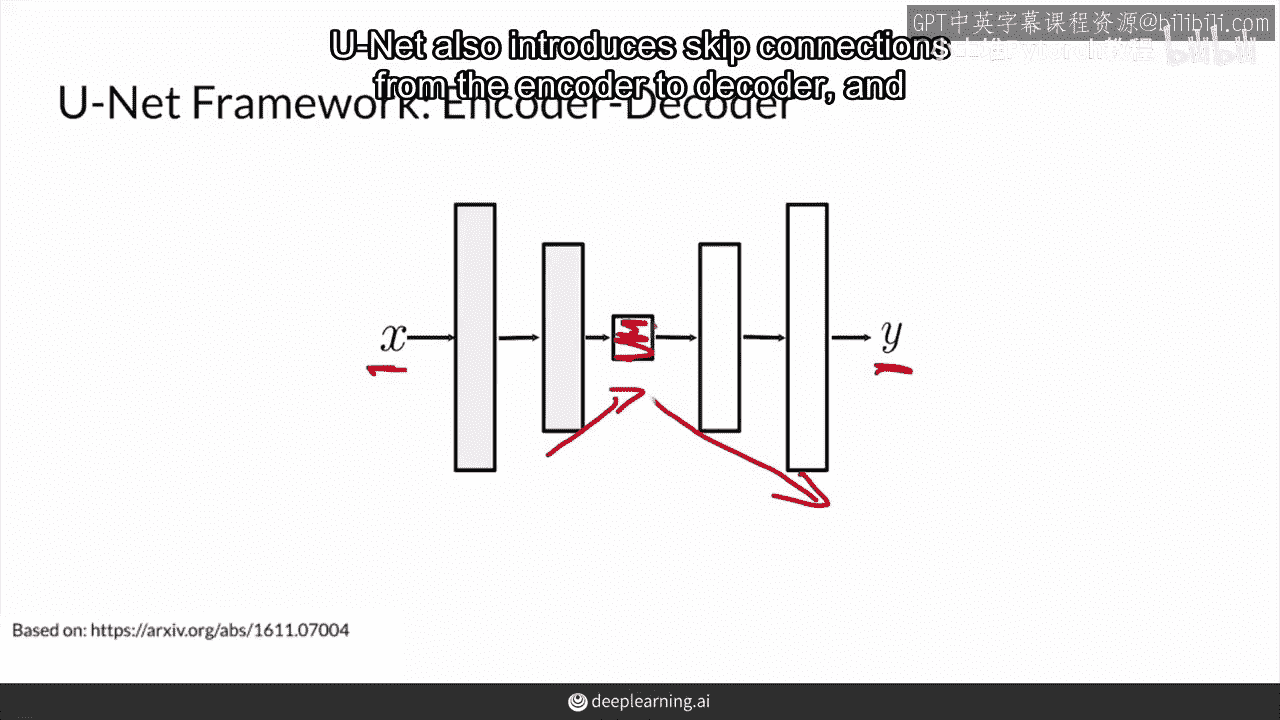 GPT中英字幕课程资源@bilibili.com
U-Net also introduces skip connections
from the encoder to decoder, and
U-Net Framework: Encoder-Decoder
x
y
Based on: https://arxiv.org/abs/1611.07004
deeplearning.ai